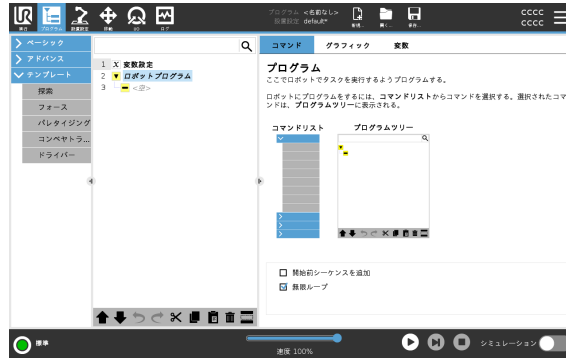 プログラム <名前なし>
設置設定 default*
CCCC
CCCC
実行
プログラム
設置設定
移動
I/O
ログ
新規...
開く...
保存...
ベーシック
アドバンス
テンプレート
探索
フォース
パレタイジング
コンベヤトラ...
ドライバー
1 X 変数設定
2 ロボットプログラム
3 <空>
コマンド グラフィック 変数
プログラム
ここでロボットでタスクを実行するようプログラムする。
ロボットにプログラムをするには、コマンドリストからコマンドを選択する。選択されたコマ
ンドは、プログラムツリーに表示される。
コマンドリスト プログラムツリー
開始前シーケンスを追加
無限ループ
標準
速度 100%
シミュレーション